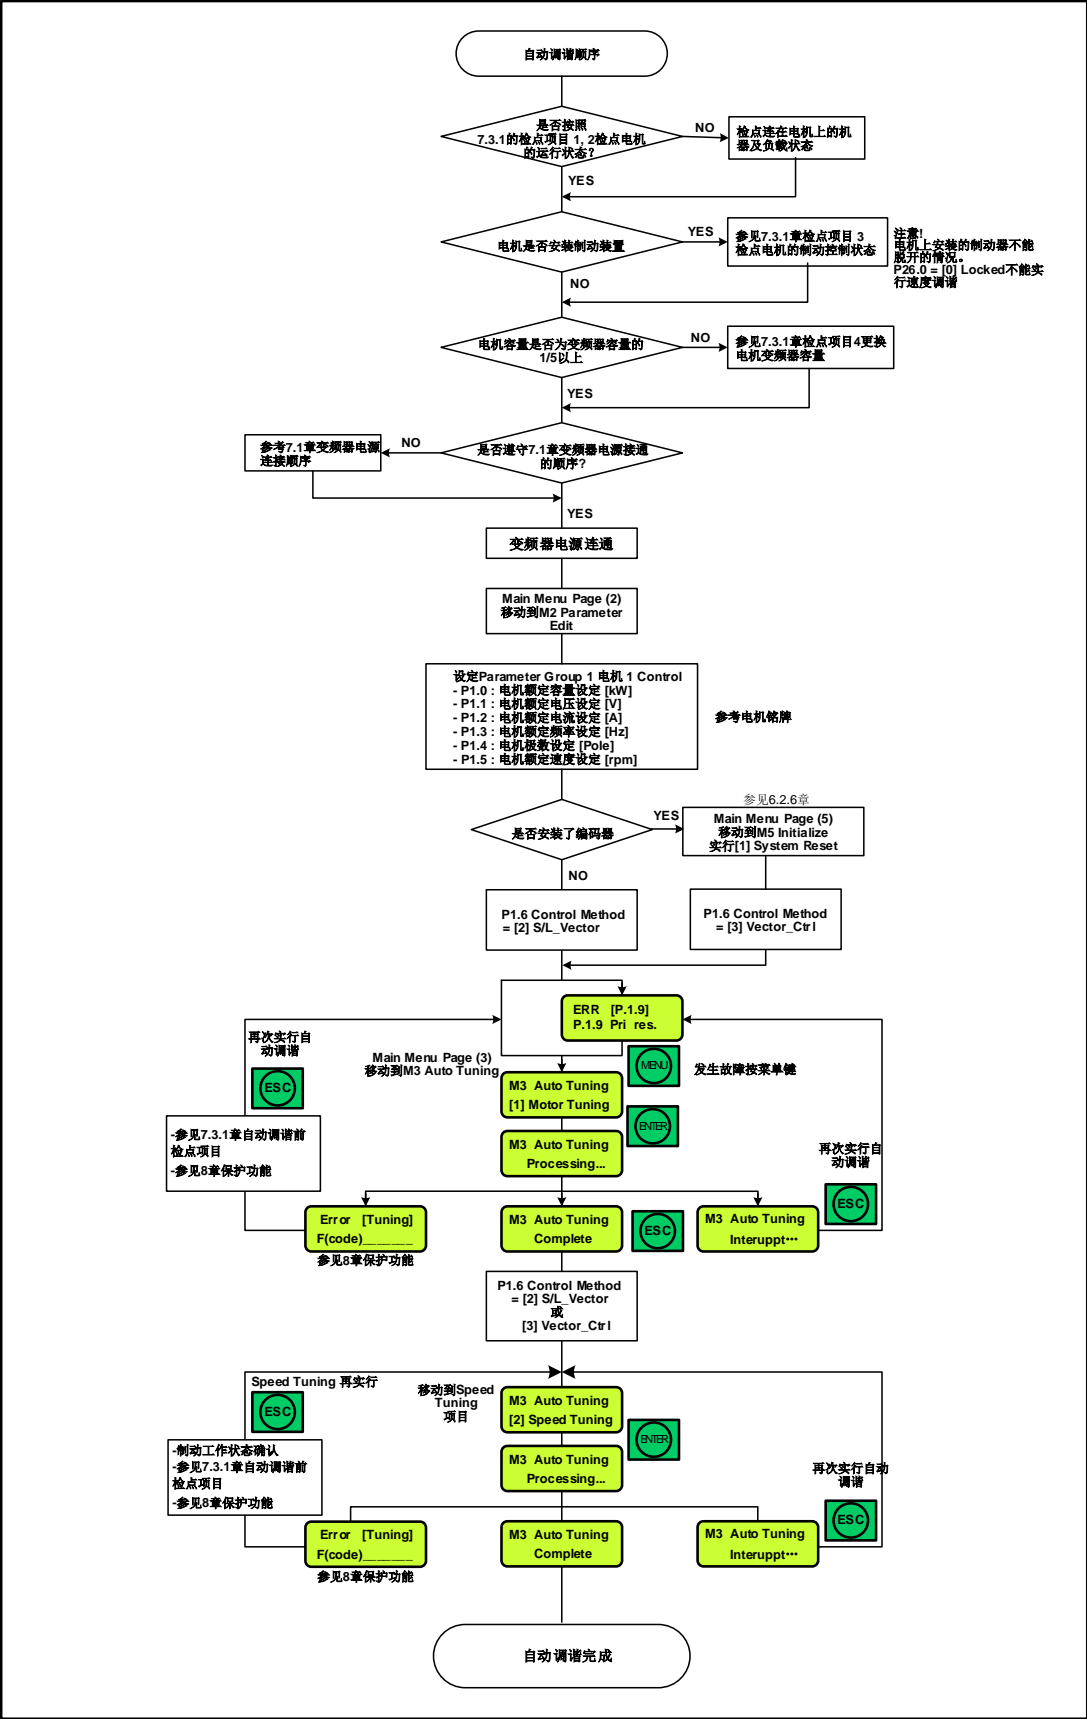 自动调谐顺序
是否按照
7.3.1的检点项目 1, 2检点电机
的运行状态?
NO
检点连在电机上的机
器及负载状态
YES
电机是否安装制动装置
YES
参见7.3.1章检点项目 3
检点电机的制动控制状态
注意!
电机上安装的制动器不能
脱开的情况。
P26.0 = [0] Locked不能实
行速度调谐
NO
电机容量是否为变频器容量的
1/5以上
NO
参见7.3.1章检点项目4更换
电机变频器容量
YES
是否遵守7.1章变频器电源接通
的顺序?
NO
参考7.1章变频器电源
连接顺序
YES
变频器电源连通
Main Menu Page (2)
移动到M2 Parameter
Edit
设定Parameter Group 1 电机 1 Control
- P1.0 : 电机额定容量设定 [kW]
- P1.1 : 电机额定电压设定 [V]
- P1.2 : 电机额定电流设定 [A]
- P1.3 : 电机额定频率设定 [Hz]
- P1.4 : 电机极数设定 [Pole]
- P1.5 : 电机额定速度设定 [rpm]
参考电机铭牌
是否安装了编码器
YES
参见6.2.6章
Main Menu Page (5)
移动到M5 Initialize
实行[1] System Reset
NO
P1.6 Control Method
= [2] S/L_Vector
P1.6 Control Method
= [3] Vector_Ctrl
ERR [P.1.9]
P.1.9 Pri res.
再次实行自
动调谐
ESC
Main Menu Page (3)
移动到M3 Auto Tuning
MENU
发生故障按菜单键
M3 Auto Tuning
[1] Motor Tuning
ENTER
-参见7.3.1章自动调谐前
检点项目
-参见8章保护功能
M3 Auto Tuning
Processing...
再次实行自
动调谐
ESC
Error [Tuning]
F(code)_______
参见8章保护功能
M3 Auto Tuning
Complete
ESC
M3 Auto Tuning
Interuppt···
P1.6 Control Method
= [2] S/L_Vector
或
[3] Vector_Ctrl
Speed Tuning 再实行
ESC
移动到Speed
Tuning
项目
M3 Auto Tuning
[2] Speed Tuning
ENTER
-制动工作状态确认
-参见7.3.1章自动调谐前
检点项目
-参见8章保护功能
M3 Auto Tuning
Processing...
再次实行自动
调谐
ESC
Error [Tuning]
F(code)_______
参见8章保护功能
M3 Auto Tuning
Complete
M3 Auto Tuning
Interuppt···
自动调谐完成